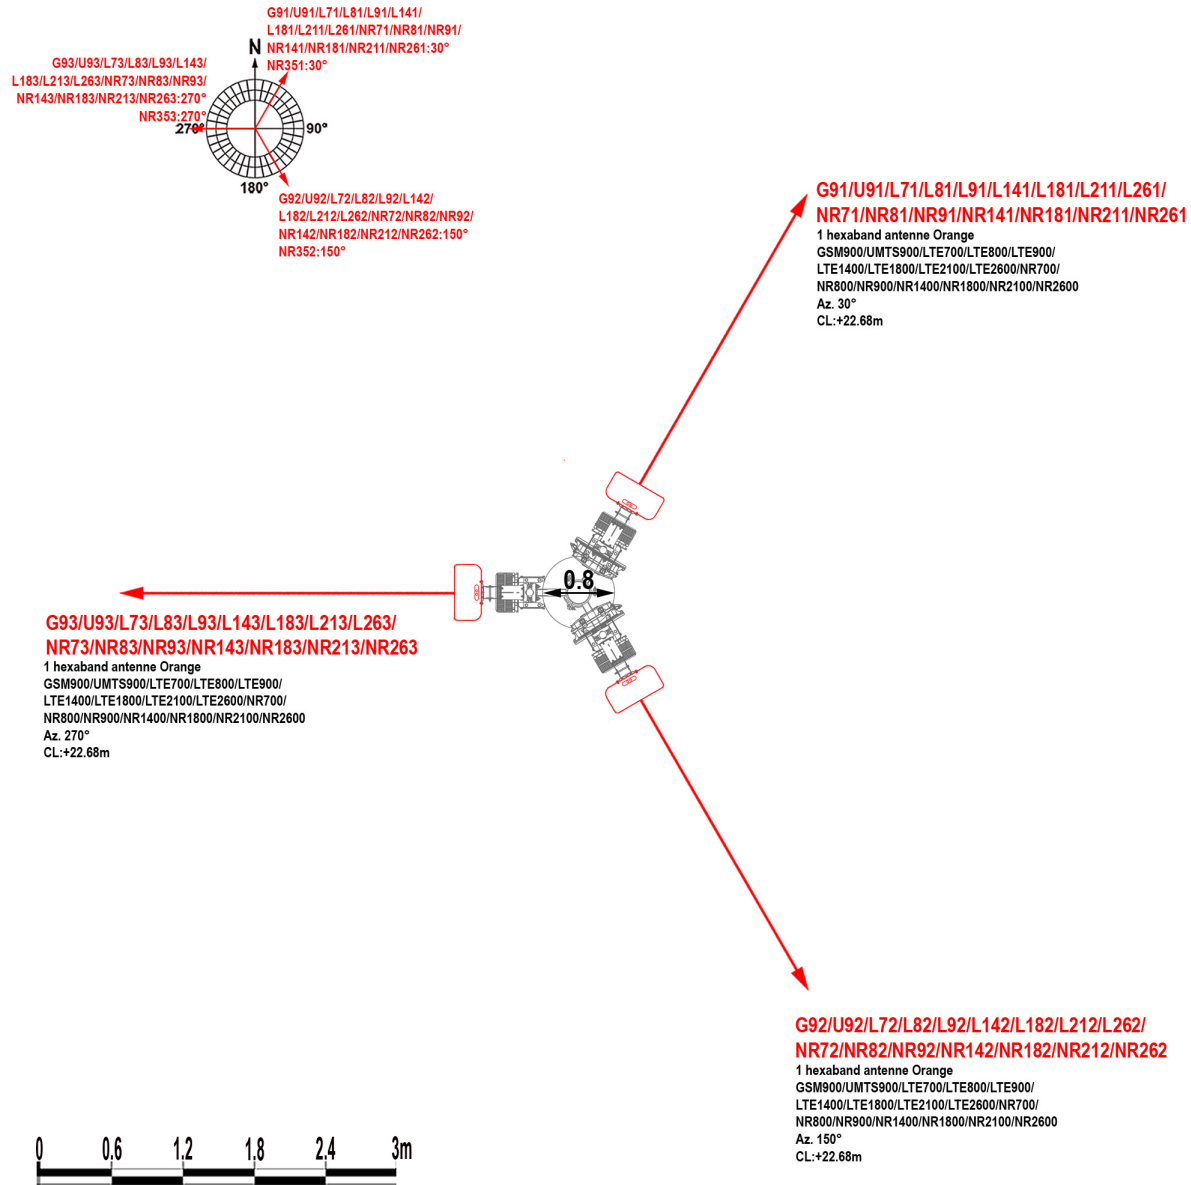 G91/U91/L71/L81/L91/L141/
L181/L211/L261/NR71/NR81/NR91/
NR141/NR181/NR211/NR261:30°
NR351:30°
N
G93/U93/L73/L83/L93/L143/
L183/L213/L263/NR73/NR83/NR93/
NR143/NR183/NR213/NR263:270°
NR353:270°
270°
90°
180°
G92/U92/L72/L82/L92/L142/
L182/L212/L262/NR72/NR82/NR92/
NR142/NR182/NR212/NR262:150°
NR352:150°
G91/U91/L71/L81/L91/L141/L181/L211/L261/
NR71/NR81/NR91/NR141/NR181/NR211/NR261
1 hexaband antenne Orange
GSM900/UMTS900/LTE700/LTE800/LTE900/
LTE1400/LTE1800/LTE2100/LTE2600/NR700/
NR800/NR900/NR1400/NR1800/NR2100/NR2600
Az. 30°
CL:+22.68m
0.8
G93/U93/L73/L83/L93/L143/L183/L213/L263/
NR73/NR83/NR93/NR143/NR183/NR213/NR263
1 hexaband antenne Orange
GSM900/UMTS900/LTE700/LTE800/LTE900/
LTE1400/LTE1800/LTE2100/LTE2600/NR700/
NR800/NR900/NR1400/NR1800/NR2100/NR2600
Az. 270°
CL:+22.68m
G92/U92/L72/L82/L92/L142/L182/L212/L262/
NR72/NR82/NR92/NR142/NR182/NR212/NR262
1 hexaband antenne Orange
GSM900/UMTS900/LTE700/LTE800/LTE900/
LTE1400/LTE1800/LTE2100/LTE2600/NR700/
NR800/NR900/NR1400/NR1800/NR2100/NR2600
Az. 150°
CL:+22.68m
0 0.6 1.2 1.8 2.4 3m